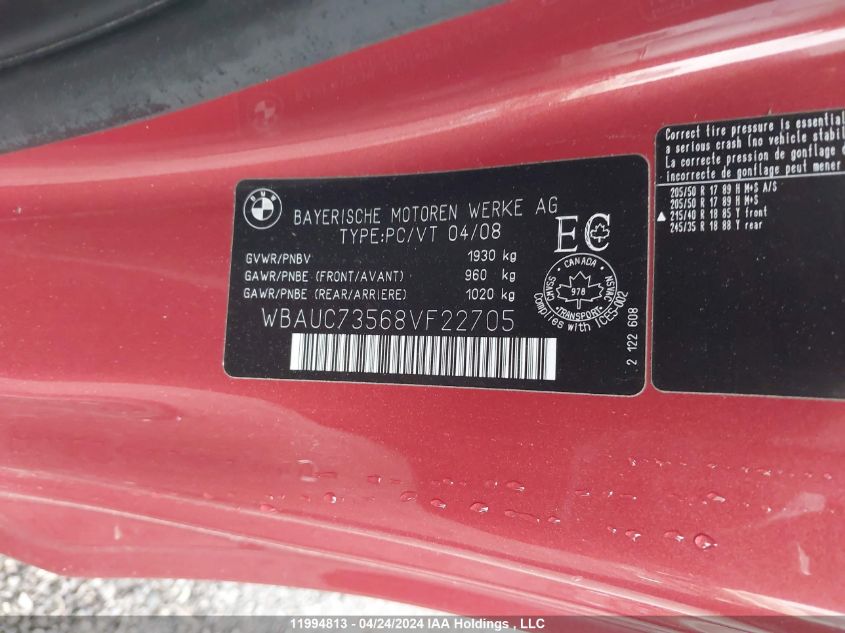 BMW
BAYERISCHE MOTOREN WERKE AG
TYPE:PC/VT 04/08
GVWR/PNBV 1930 kg
GAWR/PNBE (FRONT/AVANT) 960 kg
GAWR/PNBE (REAR/ARRIERE) 1020 kg
WBAUC73568VF22705
EC
CANADA
978
TRANSPORT
Complies with ICES-002
2 122 608
Correct tire pressure is essential
a serious crash (no vehicle
La correcte pression de gonflage
incorrecte de gonflage peut mener
205/50 R 17 89 H M+S A/S
205/50 R 17 89 H M+S
215/40 R 18 85 Y front
245/35 R 18 88 Y rear
11994813 - 04/24/2024 IAA Holdings, LLC